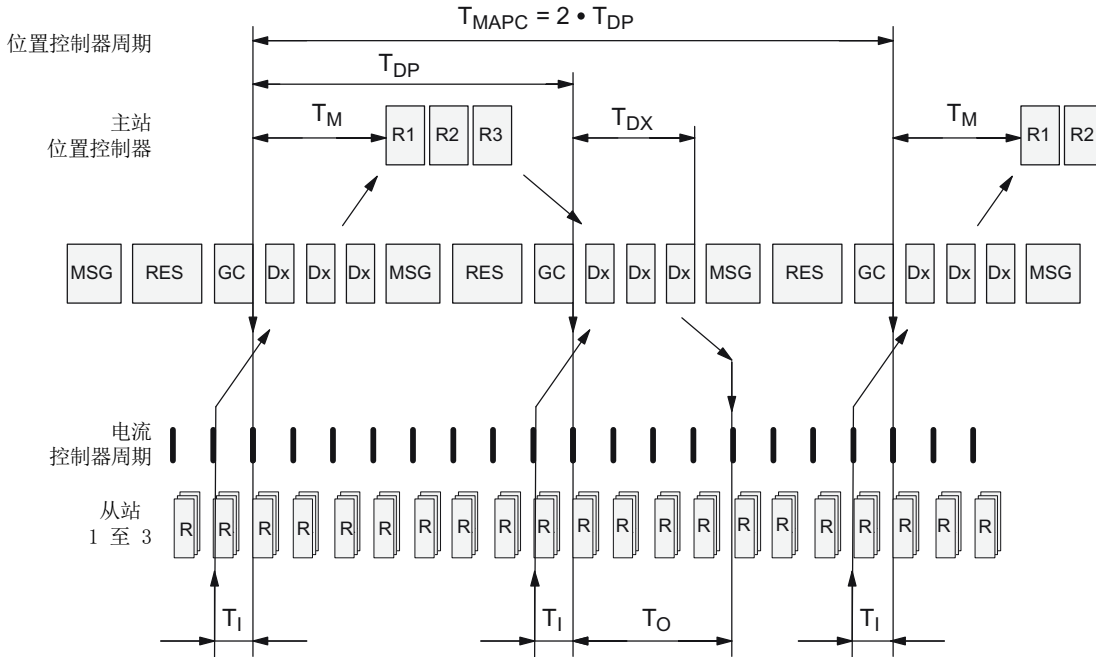 T_MAPC = 2 • T_DP
位置控制器周期
T_DP
主站
位置控制器
T_M
R1 R2 R3
T_DX
T_M
R1 R2
MSG RES GC Dx Dx Dx MSG RES GC Dx Dx Dx MSG RES GC Dx Dx Dx MSG
电流
控制器周期
从站
1 至 3
R R R R R R R R R R R R R R R R R R R R R
T_I T_I T_O T_I